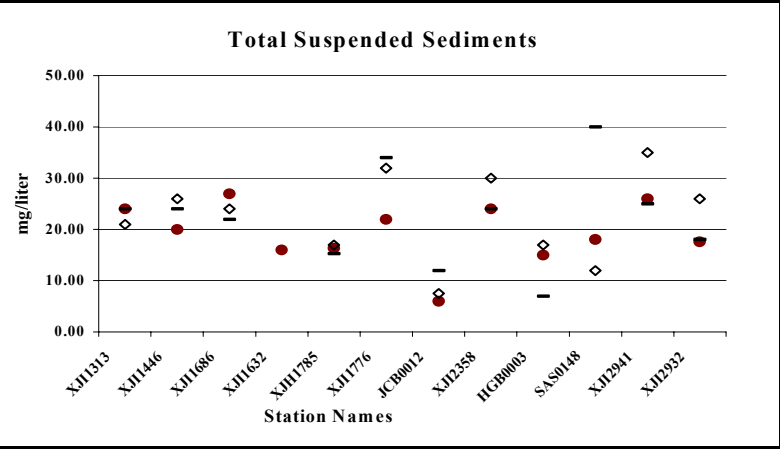 Total Suspended Sediments
50.00
40.00
30.00
20.00
10.00
0.00
mg/liter
XJI1313
XJI1446
XJI1686
XJI1632
XJH1785
XJI1776
JCB0012
XJI2358
HGB0003
SAS0148
XJI2941
XJI2932
Station Names